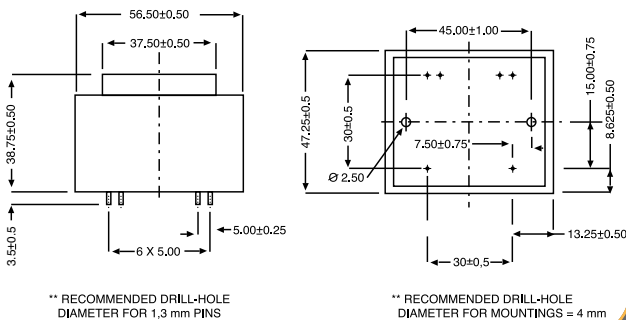 56.50±0.50
37.50±0.50
38.75±0.50
3.5±0.5
5.00±0.25
6 X 5.00
** RECOMMENDED DRILL-HOLE
DIAMETER FOR 1,3 mm PINS
45.00±1.00
47.25±0.5
30±0.5
15.00±0.75
8.625±0.50
7.50±0.75
Ø 2.50
13.25±0.50
30±0,5
** RECOMMENDED DRILL-HOLE
DIAMETER FOR MOUNTINGS = 4 mm